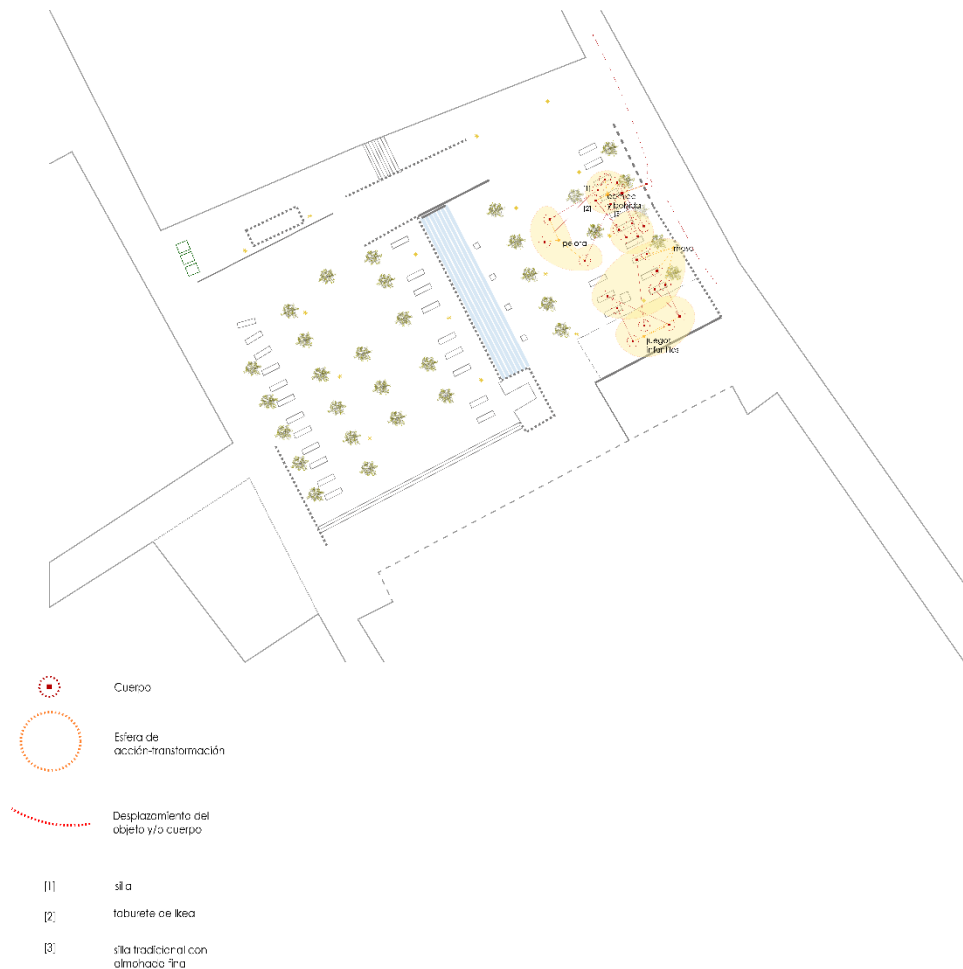 [1]
[2]
[3]
pelota
mesa
juegos
infantiles
Cuerpo
Esfera de
acción-transformación
Desplazamiento del
objeto y/o cuerpo
[1] silla
[2] taburete de Ikea
[3] silla tradicional con
almohada fina